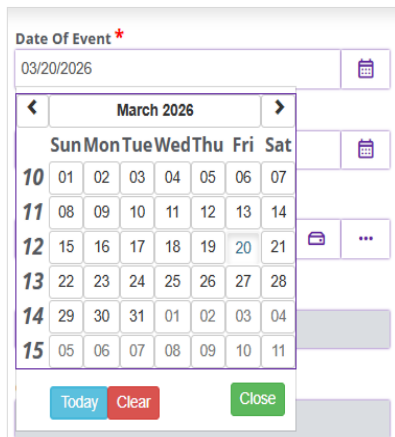 Date Of Event *
03/20/2026
March 2026
Sun Mon Tue Wed Thu Fri Sat
10 01 02 03 04 05 06 07
11 08 09 10 11 12 13 14
12 15 16 17 18 19 20 21
13 22 23 24 25 26 27 28
14 29 30 31 01 02 03 04
15 05 06 07 08 09 10 11
Today Clear Close